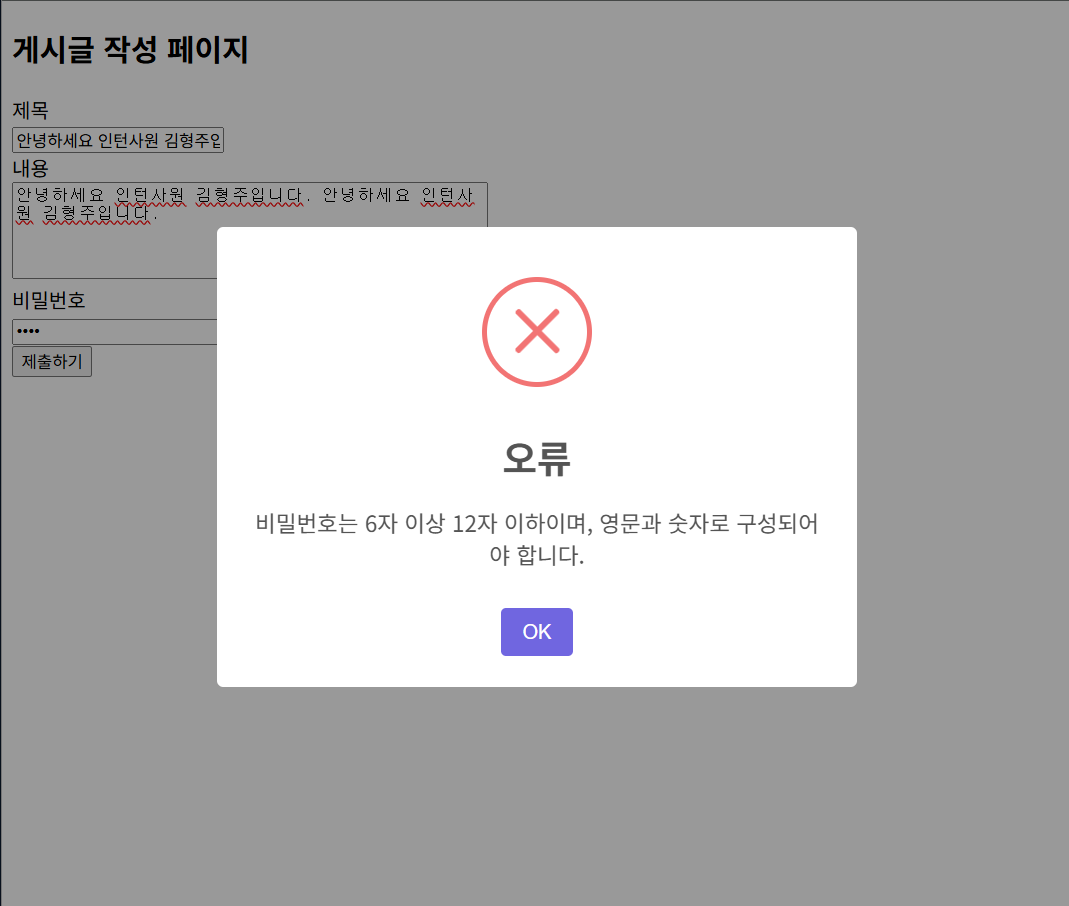 게시글 작성 페이지
제목
안녕하세요 인턴사원 김형주입
내용
안녕하세요 인턴사원 김형주입니다. 안녕하세요 인턴사
원 김형주입니다.
비밀번호
••••
제출하기
오류
비밀번호는 6자 이상 12자 이하이며, 영문과 숫자로 구성되어
야 합니다.
OK